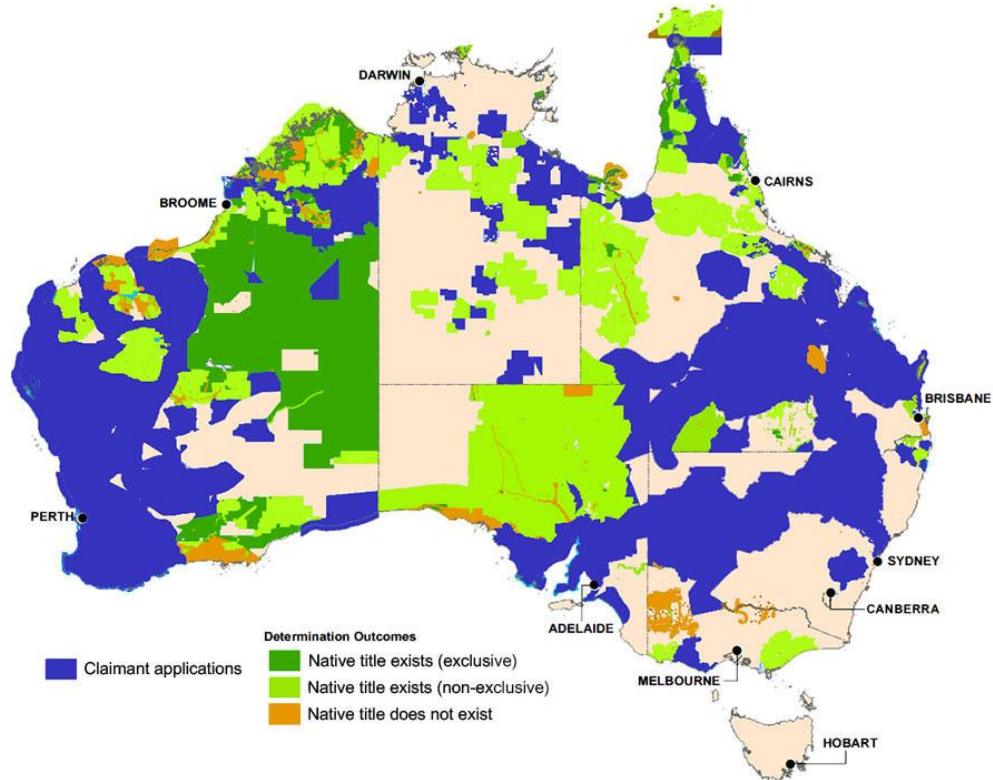 DARWIN
CAIRNS
BROOME
BRISBANE
PERTH
SYDNEY
CANBERRA
ADELAIDE
MELBOURNE
HOBART
Determination Outcomes
Claimant applications
Native title exists (exclusive)
Native title exists (non-exclusive)
Native title does not exist